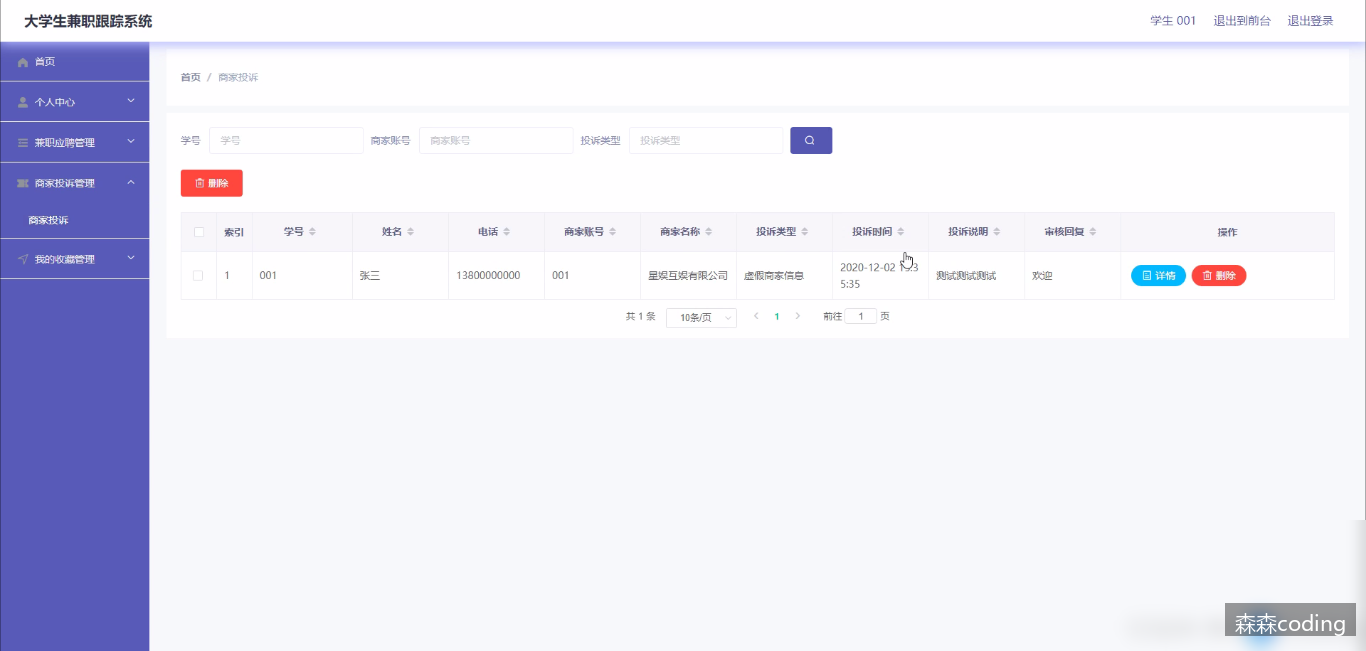 大学生兼职跟踪系统
学生 001 退出到前台 退出登录
首页
个人中心
兼职应聘管理
商家投诉管理
商家投诉
我的收藏管理
首页 / 商家投诉
学号 学号 商家账号 商家账号 投诉类型 投诉类型
删除
索引 学号 姓名 电话 商家账号 商家名称 投诉类型 投诉时间 投诉说明 审核回复 操作
1 001 张三 13800000000 001 星娱互娱有限公司 虚假商家信息 2020-12-02 测试测试测试 欢迎 详情 删除
5:35
共 1 条 10条/页 1 前往 1 页
森森coding